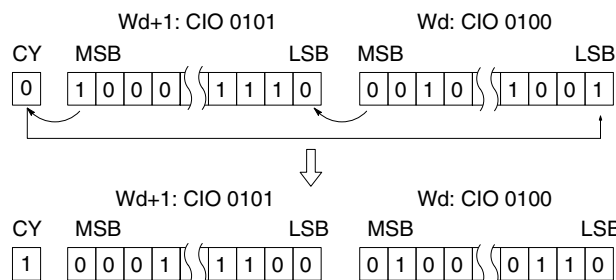 Wd+1: CIO 0101 Wd: CIO 0100
CY MSB LSB MSB LSB
0 1 0 0 0 1 1 1 0 0 0 1 0 1 0 0 1
Wd+1: CIO 0101 Wd: CIO 0100
CY MSB LSB MSB LSB
1 0 0 0 1 1 1 0 0 0 1 0 0 0 1 1 0